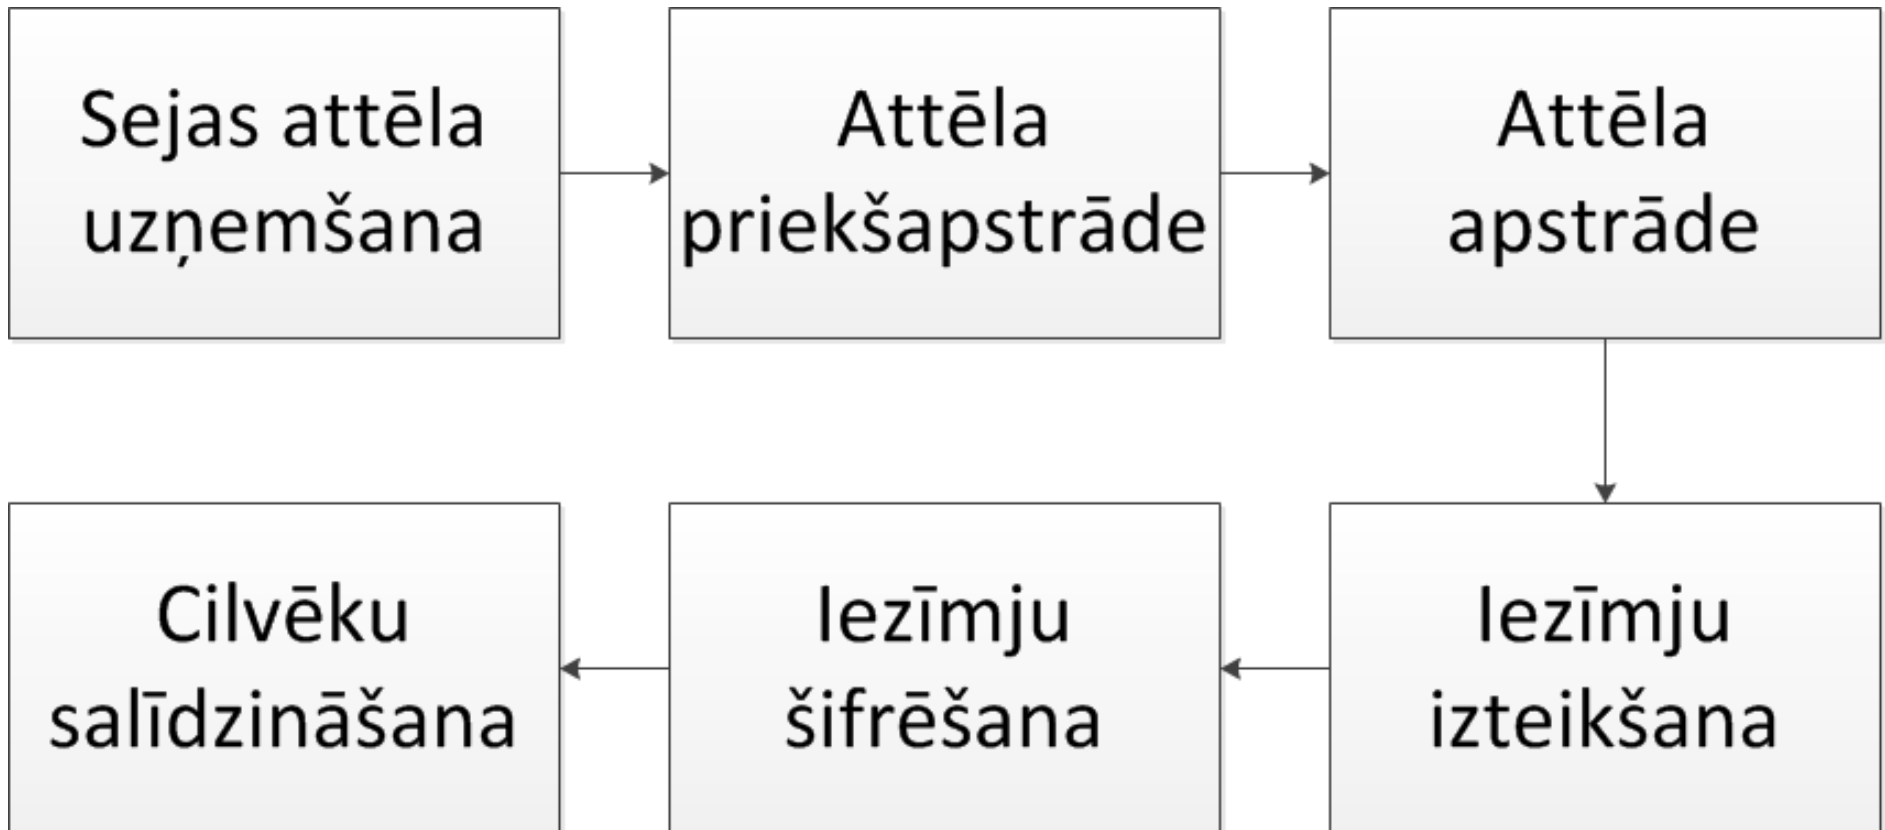 Sejas attēla
uzņemšana
Attēla
priekšapstrāde
Attēla
apstrāde
Iezīmju
izteikšana
Iezīmju
šifrēšana
Cilvēku
salīdzināšana